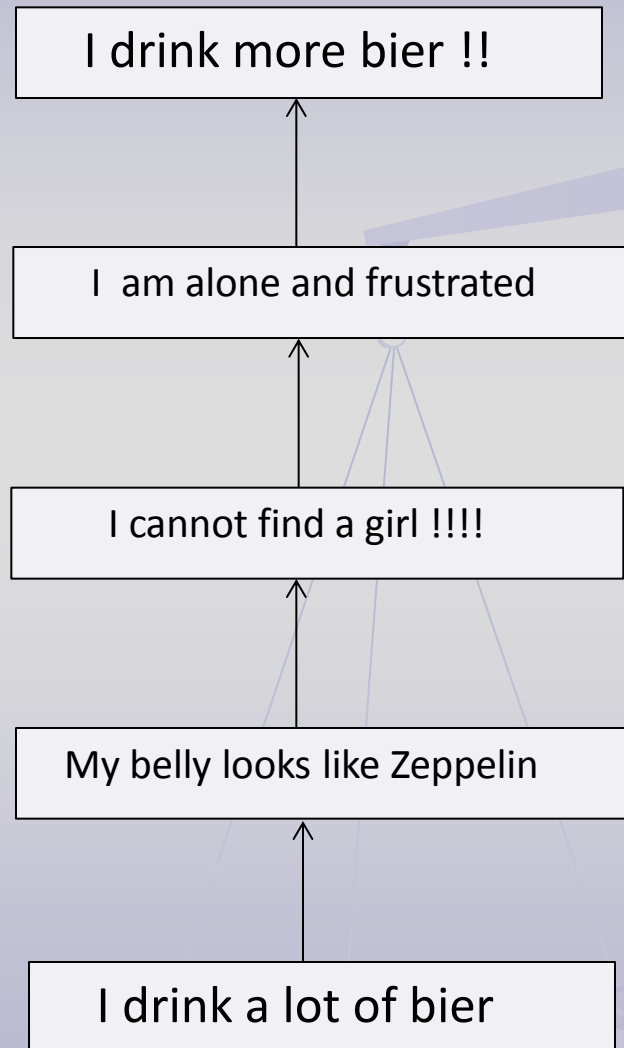 I drink more bier !!
I am alone and frustrated
I cannot find a girl !!!!
My belly looks like Zeppelin
I drink a lot of bier